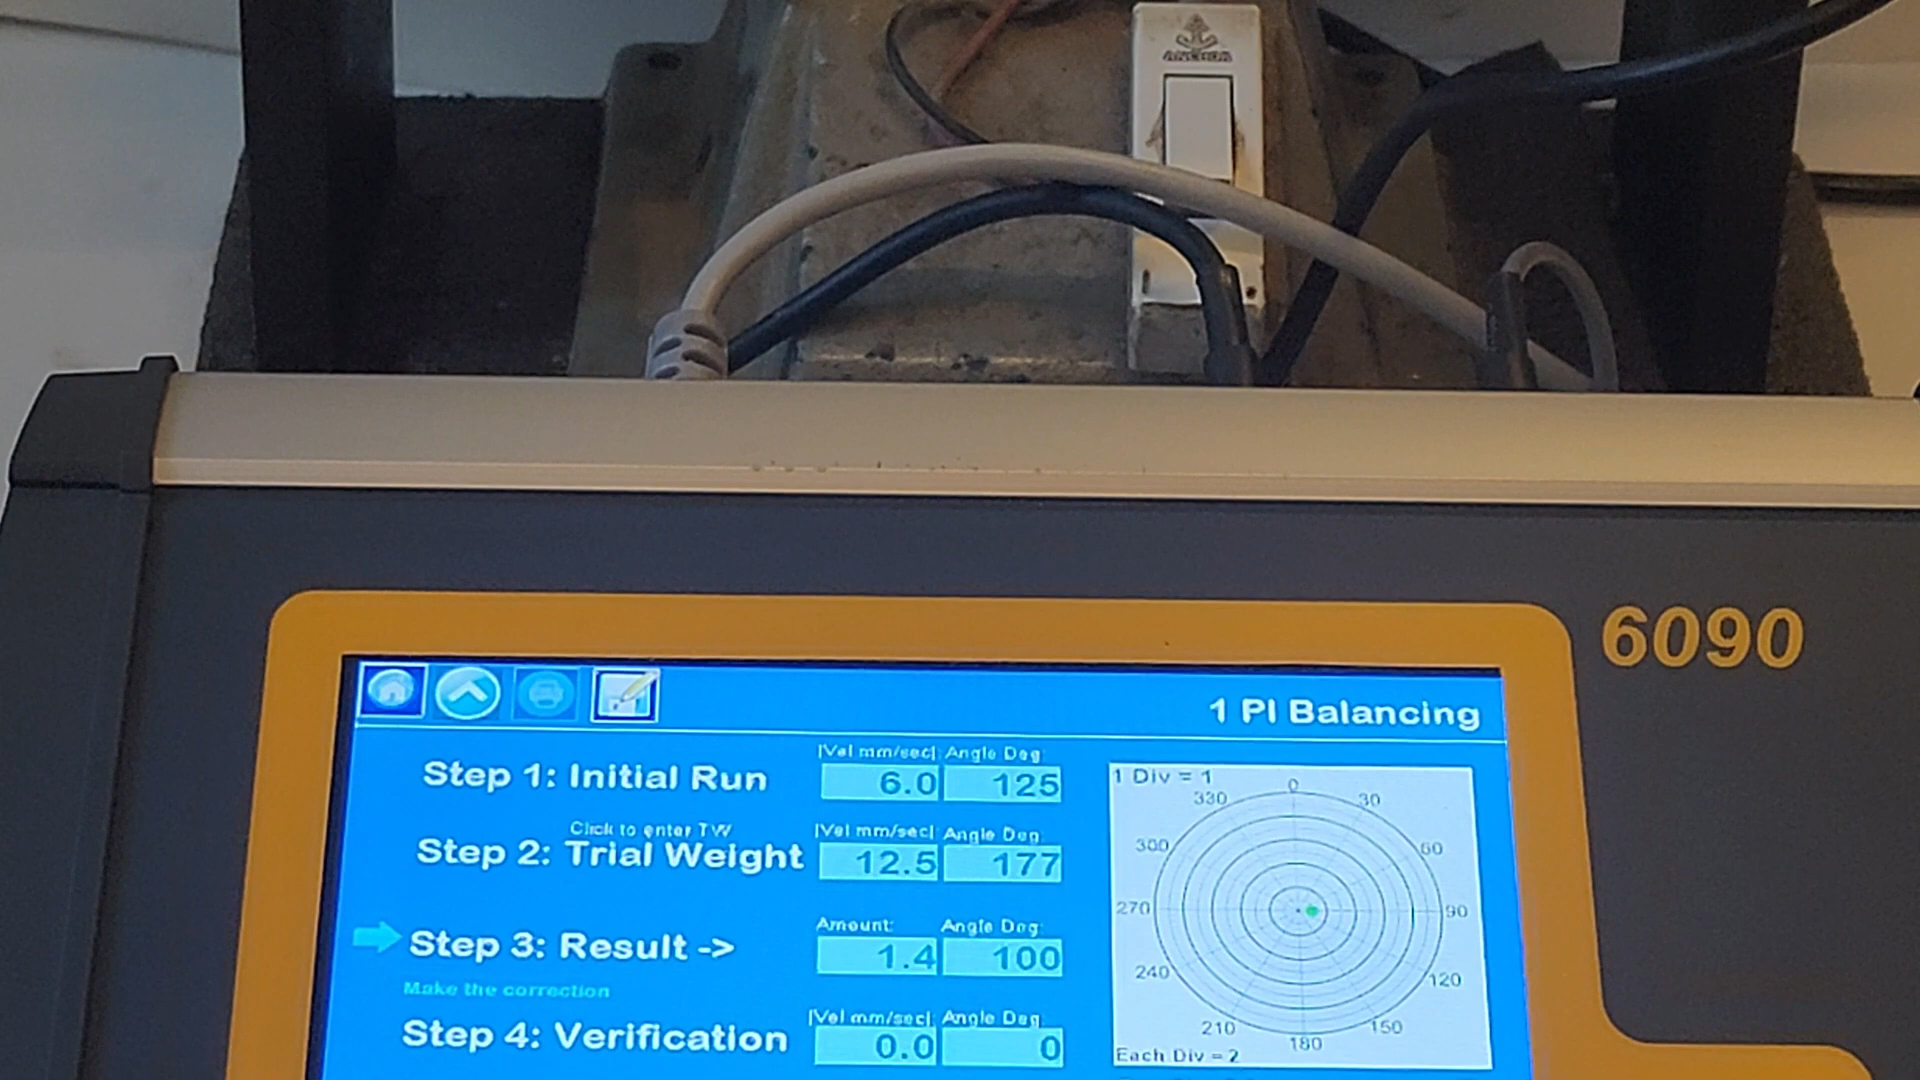 ANCHOR
6090
1 Pl Balancing
|Vel mm/sec| Angle Deg:
Step 1: Initial Run 6.0 125
Click to enter TW |Vel mm/sec| Angle Deg:
Step 2: Trial Weight 12.5 177
Amount: Angle Deg:
Step 3: Result -> 1.4 100
Make the correction
|Vel mm/sec| Angle Deg:
Step 4: Verification 0.0 0
1 Div = 1
0
330 30
300 60
270 90
240 120
210 150
180
Each Div = 2